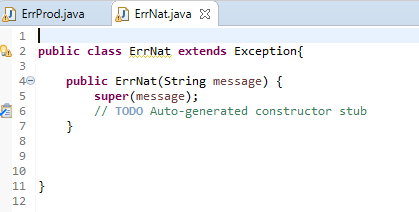 ErrProd.java ErrNat.java
1
2 public class ErrNat extends Exception{
3
4 public ErrNat(String message) {
5 super(message);
6 // TODO Auto-generated constructor stub
7 }
8
9
10
11 }
12